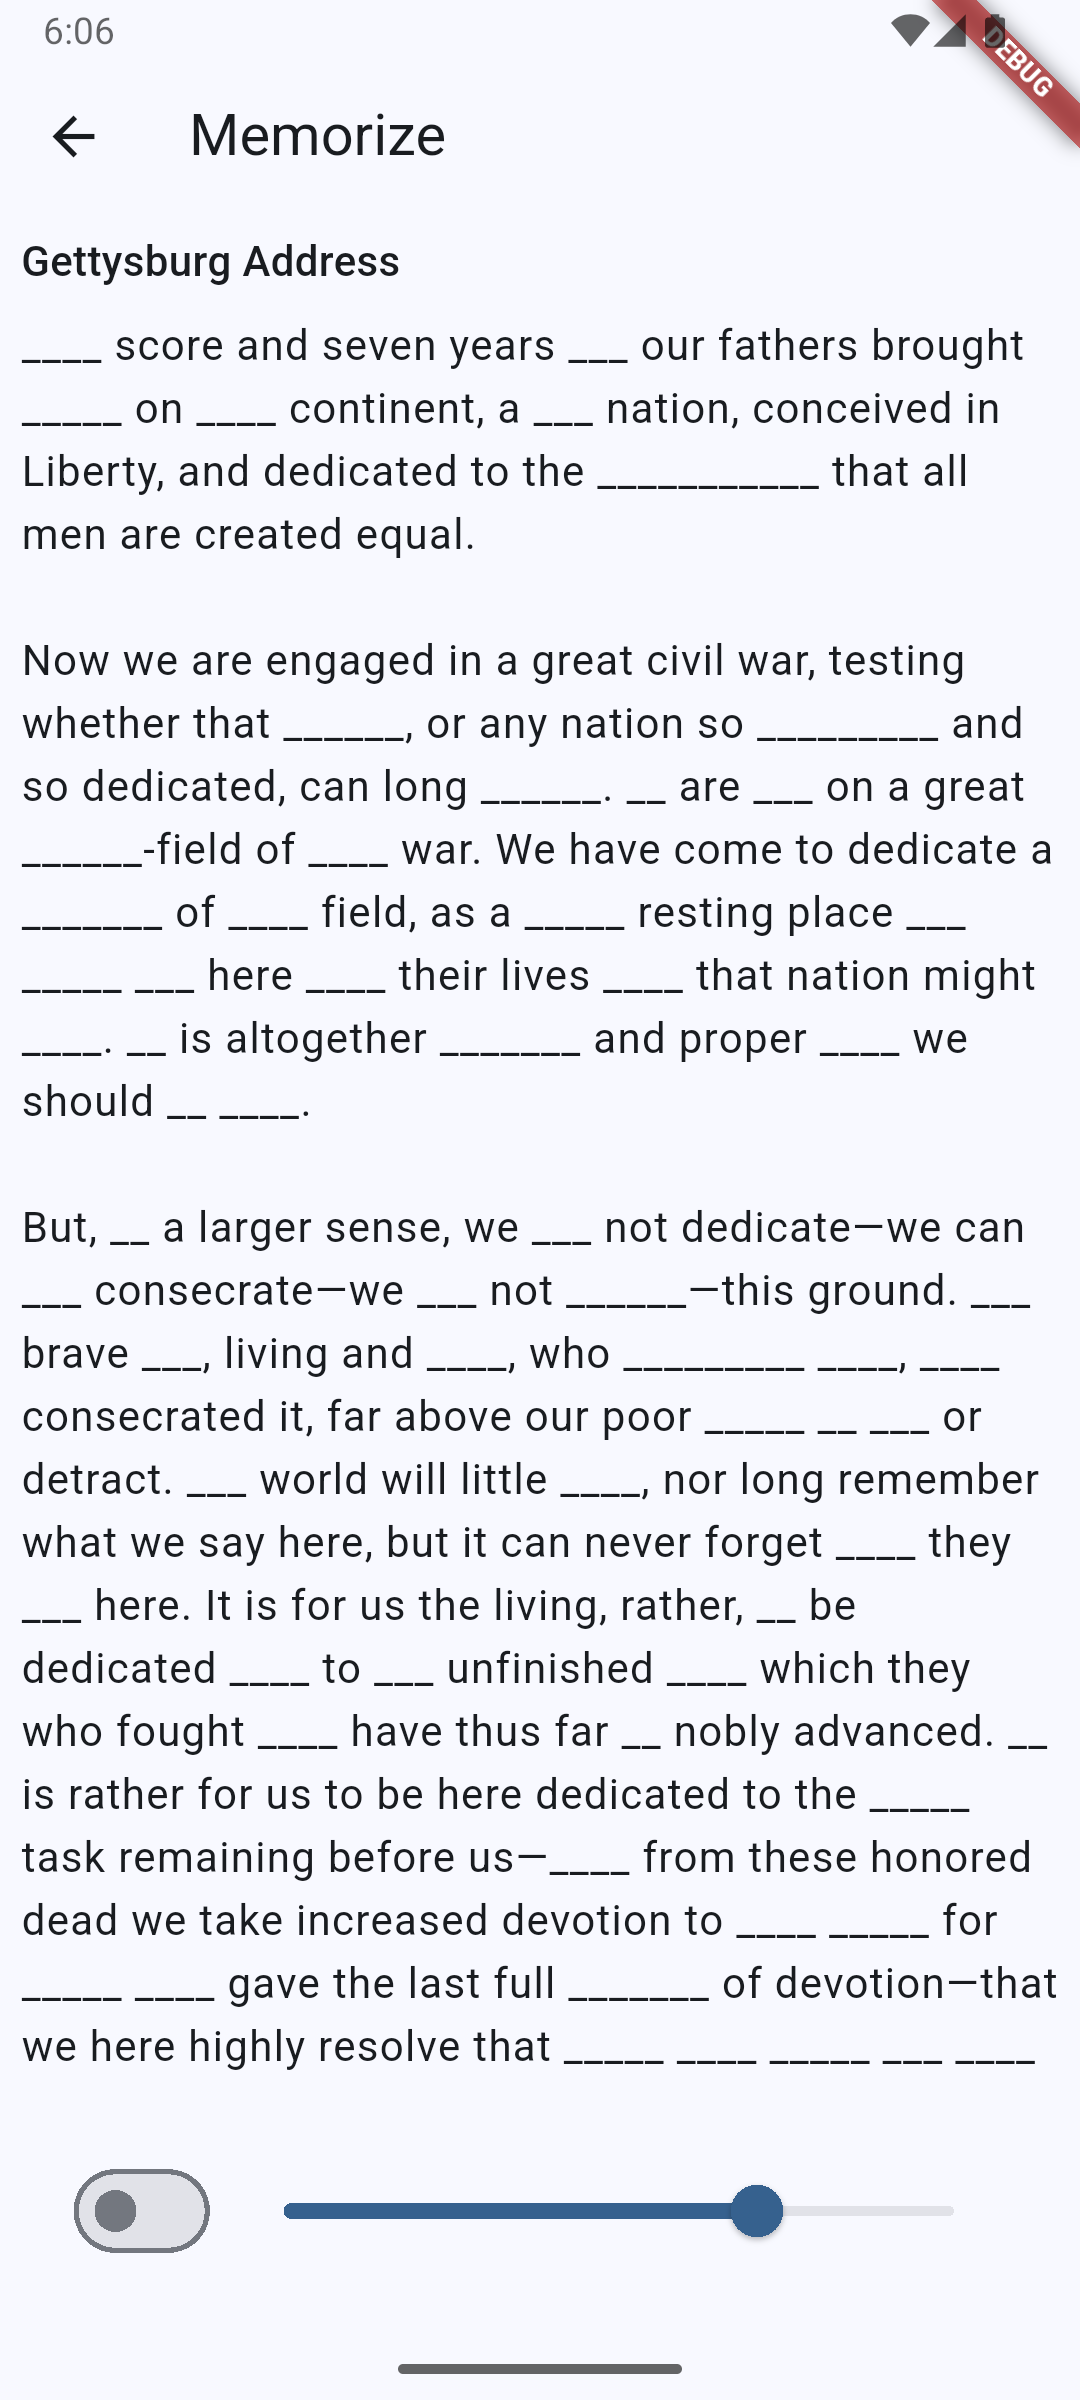 6:06
DEBUG
Memorize
Gettysburg Address
____ score and seven years ___ our fathers brought
_____ on ____ continent, a ___ nation, conceived in
Liberty, and dedicated to the ___________ that all
men are created equal.
Now we are engaged in a great civil war, testing
whether that ______, or any nation so _________ and
so dedicated, can long ______. __ are ___ on a great
______-field of ____ war. We have come to dedicate a
_______ of ____ field, as a _____ resting place ___
_____ ___ here ____ their lives ____ that nation might
____. __ is altogether _______ and proper ____ we
should __ ____.
But, __ a larger sense, we ___ not dedicate—we can
___ consecrate—we ___ not ______—this ground. ___
brave ___, living and ____, who _________ ____, ____
consecrated it, far above our poor _____ __ ___ or
detract. ___ world will little ____, nor long remember
what we say here, but it can never forget ____ they
___ here. It is for us the living, rather, __ be
dedicated ____ to ___ unfinished ____ which they
who fought ____ have thus far __ nobly advanced. __
is rather for us to be here dedicated to the _____
task remaining before us—____ from these honored
dead we take increased devotion to ____ _____ for
_____ ____ gave the last full _______ of devotion—that
we here highly resolve that _____ ____ _____ ___ ____